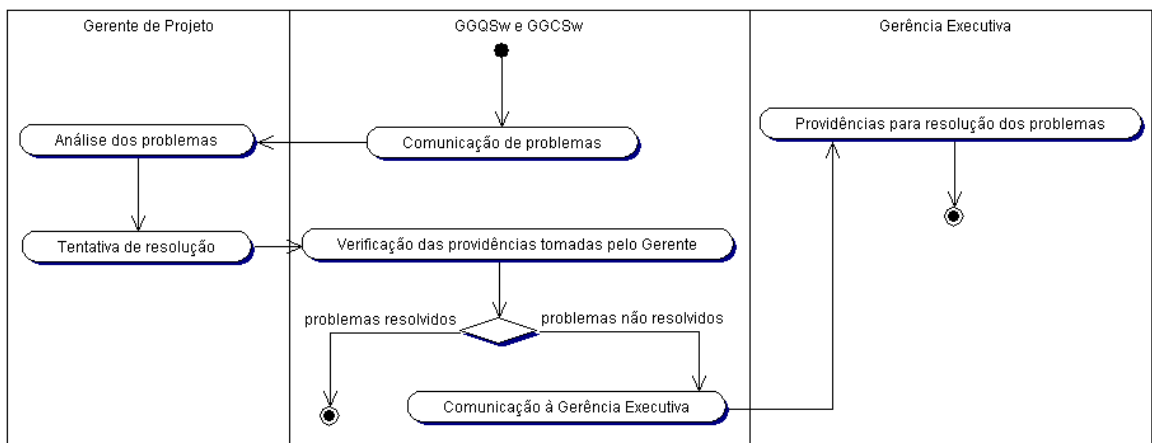 Gerente de Projeto
GGQSw e GGCSw
Gerência Executiva
Análise dos problemas
Comunicação de problemas
Providências para resolução dos problemas
Tentativa de resolução
Verificação das providências tomadas pelo Gerente
problemas resolvidos
problemas não resolvidos
Comunicação à Gerência Executiva